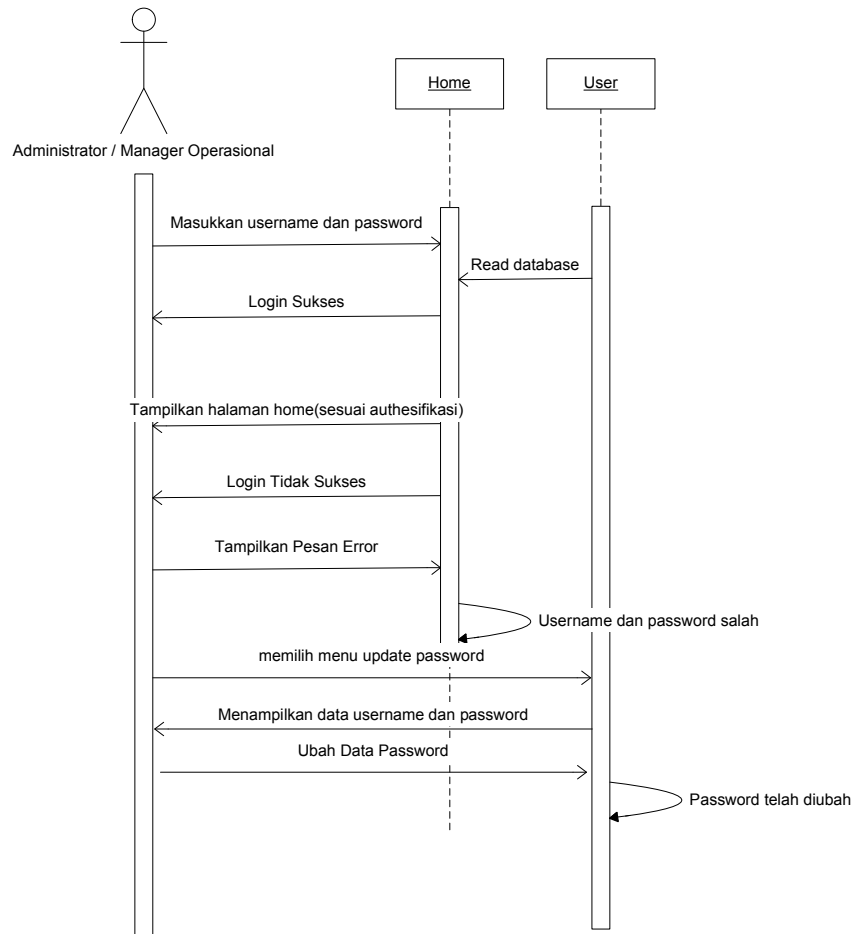 Home
User
Administrator / Manager Operasional
Masukkan username dan password
Read database
Login Sukses
Tampilkan halaman home(sesuai authesifikasi)
Login Tidak Sukses
Tampilkan Pesan Error
Username dan password salah
memilih menu update password
Menampilkan data username dan password
Ubah Data Password
Password telah diubah